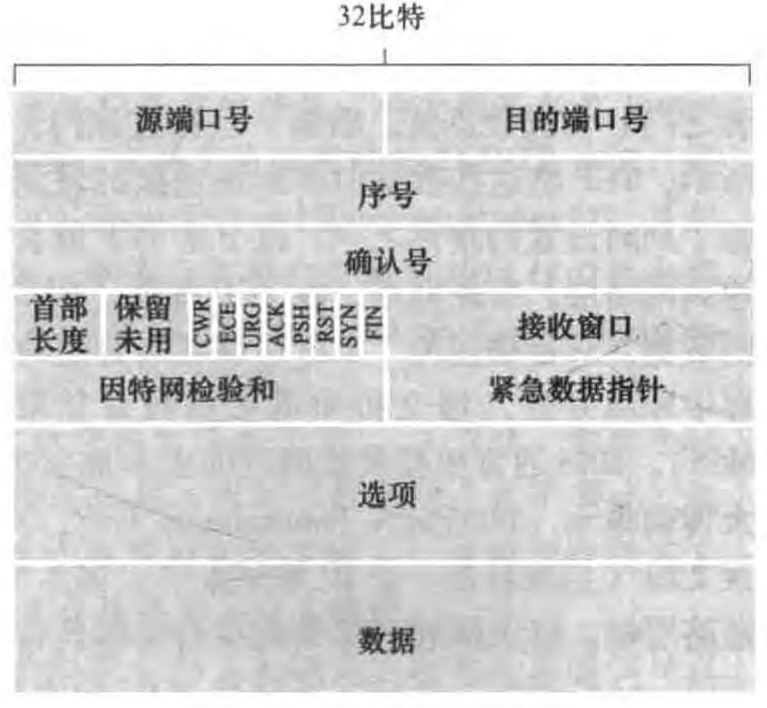 32比特
源端口号 目的端口号
序号
确认号
首部 保留 CWR ECE URG ACK PSH RST SYN FIN 接收窗口
长度 未用
因特网检验和 紧急数据指针
选项
数据